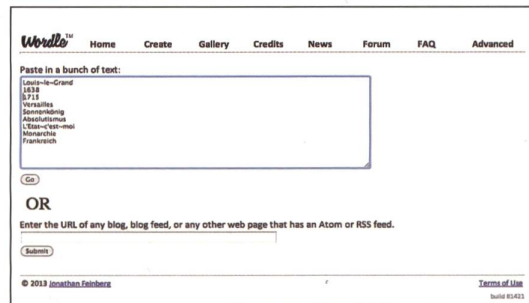 Wordle™ Home Create Gallery Credits News Forum FAQ Advanced
Paste in a bunch of text:
Louis~le~Grand
1638
1715
Versailles
Sonnenkönig
Absolutismus
L'Etat~c'est~moi
Monarchie
Frankreich
Go
OR
Enter the URL of any blog, blog feed, or any other web page that has an Atom or RSS feed.
Submit
© 2013 Jonathan Feinberg Terms of Use
build #1421